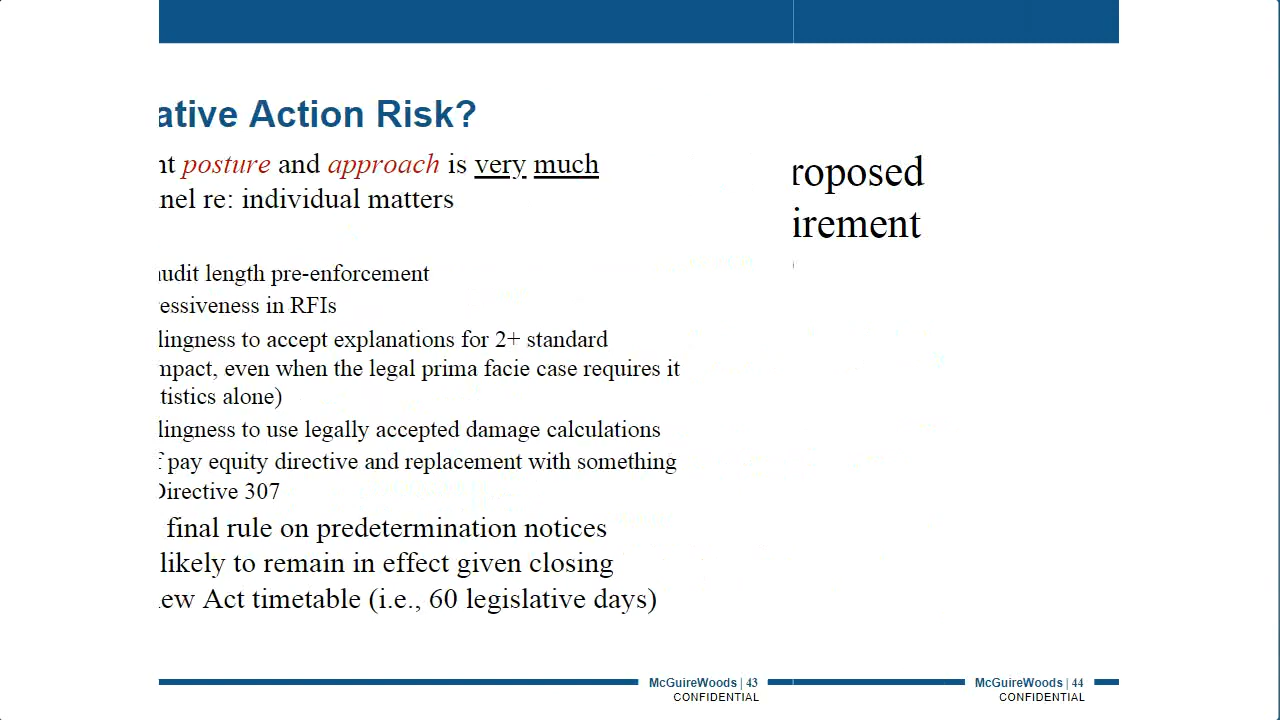 ative Action Risk?
nt posture and approach is very much
nel re: individual matters
audit length pre-enforcement
ressiveness in RFIs
lingness to accept explanations for 2+ standard
mpact, even when the legal prima facie case requires it
tistics alone)
lingness to use legally accepted damage calculations
f pay equity directive and replacement with something
Directive 307
final rule on predetermination notices
likely to remain in effect given closing
ew Act timetable (i.e., 60 legislative days)
McGuireWoods | 43
CONFIDENTIAL
roposed
irement
McGuireWoods | 44
CONFIDENTIAL